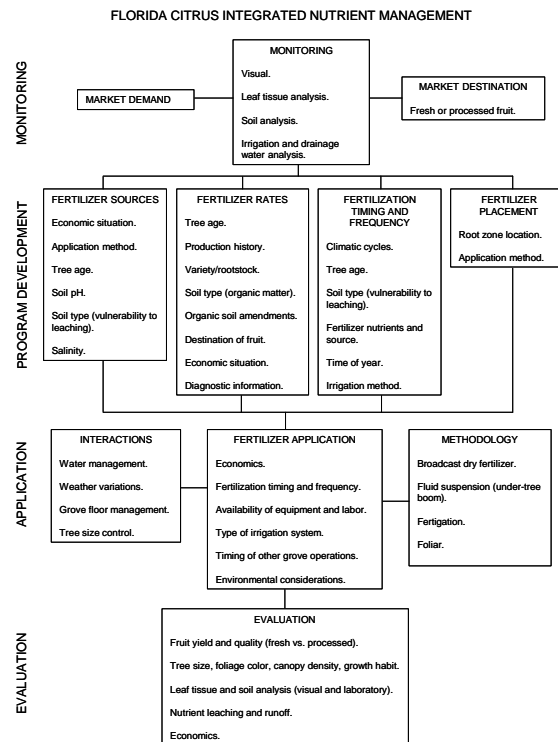 FLORIDA CITRUS INTEGRATED NUTRIENT MANAGEMENT
MONITORING
MONITORING
Visual.
Leaf tissue analysis.
Soil analysis.
Irrigation and drainage
water analysis.
MARKET DEMAND
MARKET DESTINATION
Fresh or processed fruit.
PROGRAM DEVELOPMENT
FERTILIZER SOURCES
Economic situation.
Application method.
Tree age.
Soil pH.
Soil type (vulnerability to
leaching).
Salinity.
FERTILIZER RATES
Tree age.
Production history.
Variety/rootstock.
Soil type (organic matter).
Organic soil amendments.
Destination of fruit.
Economic situation.
Diagnostic information.
FERTILIZATION
TIMING AND
FREQUENCY
Climatic cycles.
Tree age.
Soil type (vulnerability to
leaching).
Fertilizer nutrients and
source.
Time of year.
Irrigation method.
FERTILIZER
PLACEMENT
Root zone location.
Application method.
APPLICATION
INTERACTIONS
Water management.
Weather variations.
Grove floor management.
Tree size control.
FERTILIZER APPLICATION
Economics.
Fertilization timing and frequency.
Availability of equipment and labor.
Type of irrigation system.
Timing of other grove operations.
Environmental considerations.
METHODOLOGY
Broadcast dry fertilizer.
Fluid suspension (under-tree
boom).
Fertigation.
Foliar.
EVALUATION
EVALUATION
Fruit yield and quality (fresh vs. processed).
Tree size, foliage color, canopy density, growth habit.
Leaf tissue and soil analysis (visual and laboratory).
Nutrient leaching and runoff.
Economics.